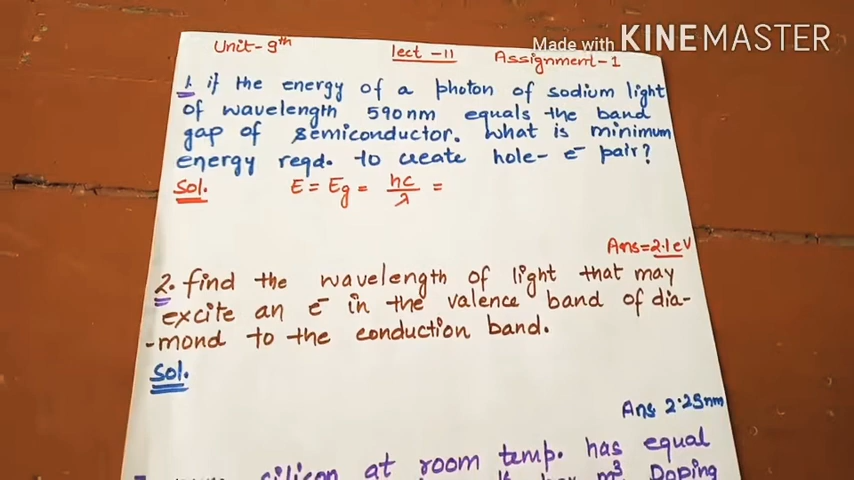 Made with KINEMASTER
Unit-9th
lect -11
Assignment-1
1. if the energy of a photon of sodium light
of wavelength 590nm equals the band
gap of semiconductor. What is minimum
energy reqd. to create hole- e⁻ pair?
Sol. E = Eg = hc/λ =
Ans=2.1eV
2. find the wavelength of light that may
excite an e⁻ in the valence band of dia-
-mond to the conduction band.
Sol.
Ans 2.25nm
silicon at room temp. has equal
m³ Doping